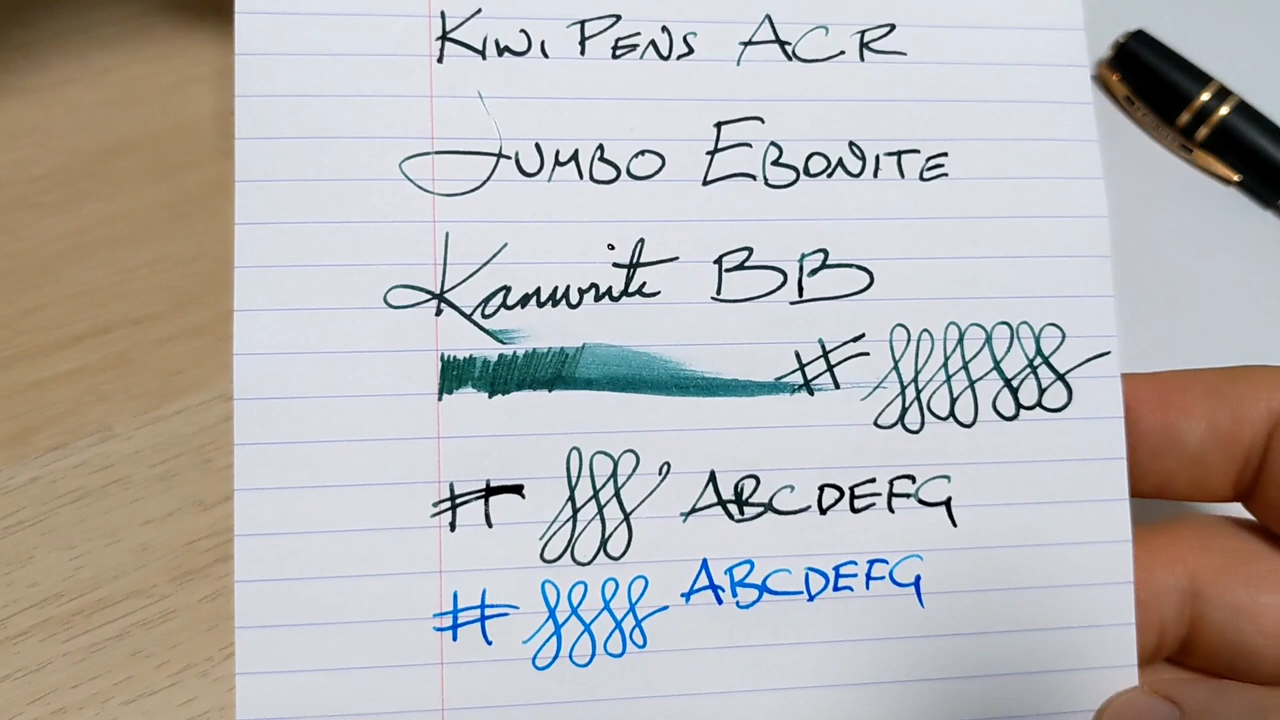 KIWI PENS ACR
JUMBO EBONITE
Kanwrite BB
#
# ABCDEFG
# ABCDEFG